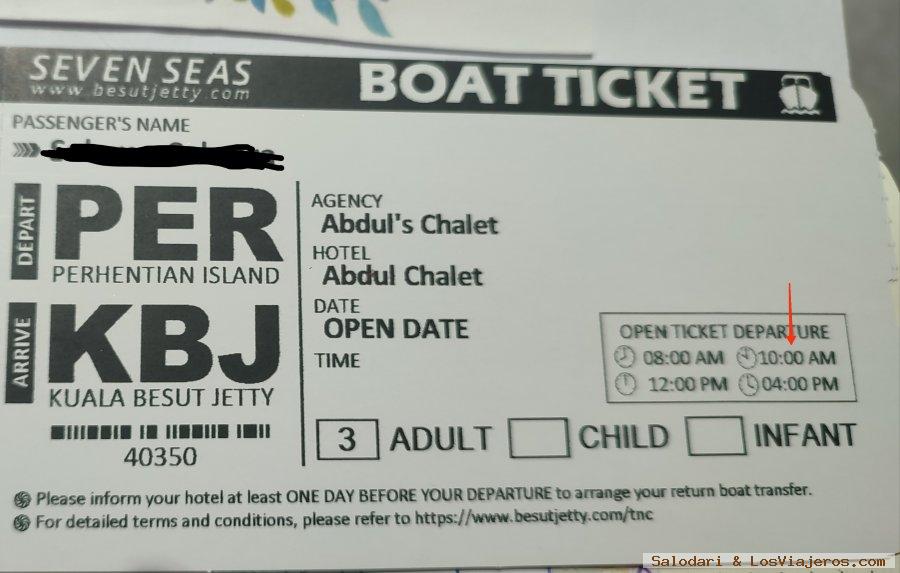 SEVEN SEAS
www.besutjetty.com
BOAT TICKET
PASSENGER'S NAME
DEPART
PER
PERHENTIAN ISLAND
ARRIVE
KBJ
KUALA BESUT JETTY
40350
AGENCY
Abdul's Chalet
HOTEL
Abdul Chalet
DATE
OPEN DATE
TIME
OPEN TICKET DEPARTURE
08:00 AM 10:00 AM
12:00 PM 04:00 PM
3 ADULT CHILD INFANT
Please inform your hotel at least ONE DAY BEFORE YOUR DEPARTURE to arrange your return boat transfer.
For detailed terms and conditions, please refer to https://www.besutjetty.com/tnc
Salodari & LosViajeros.com